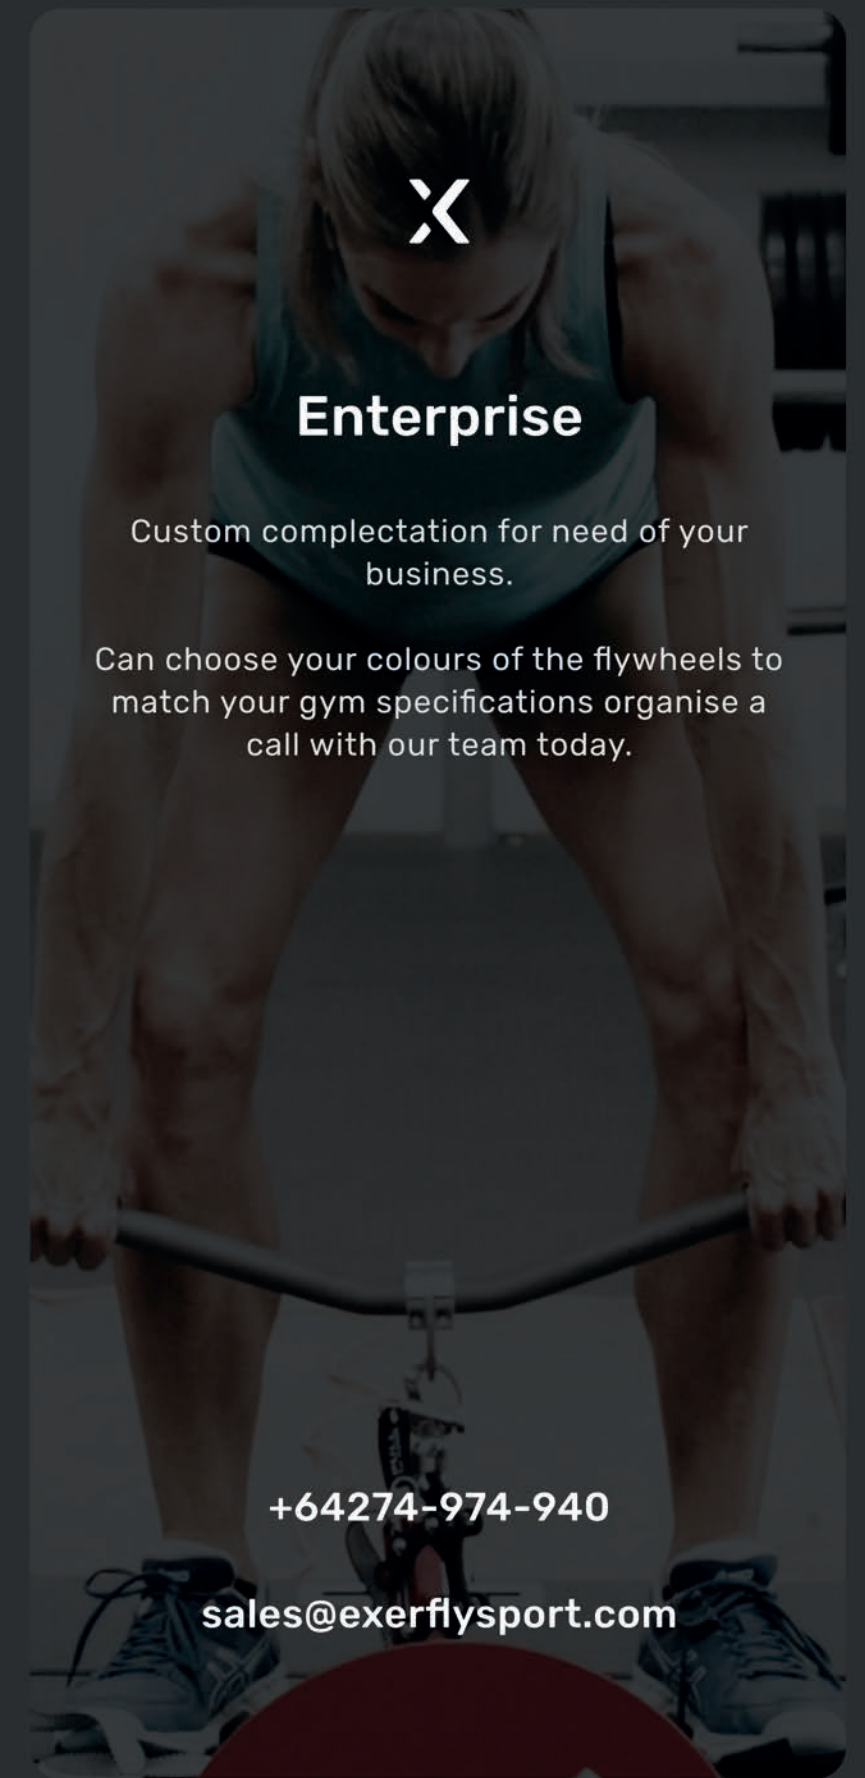 Enterprise
Custom complectation for need of your
business.
Can choose your colours of the flywheels to
match your gym specifications organise a
call with our team today.
+64274-974-940
sales@exerflysport.com